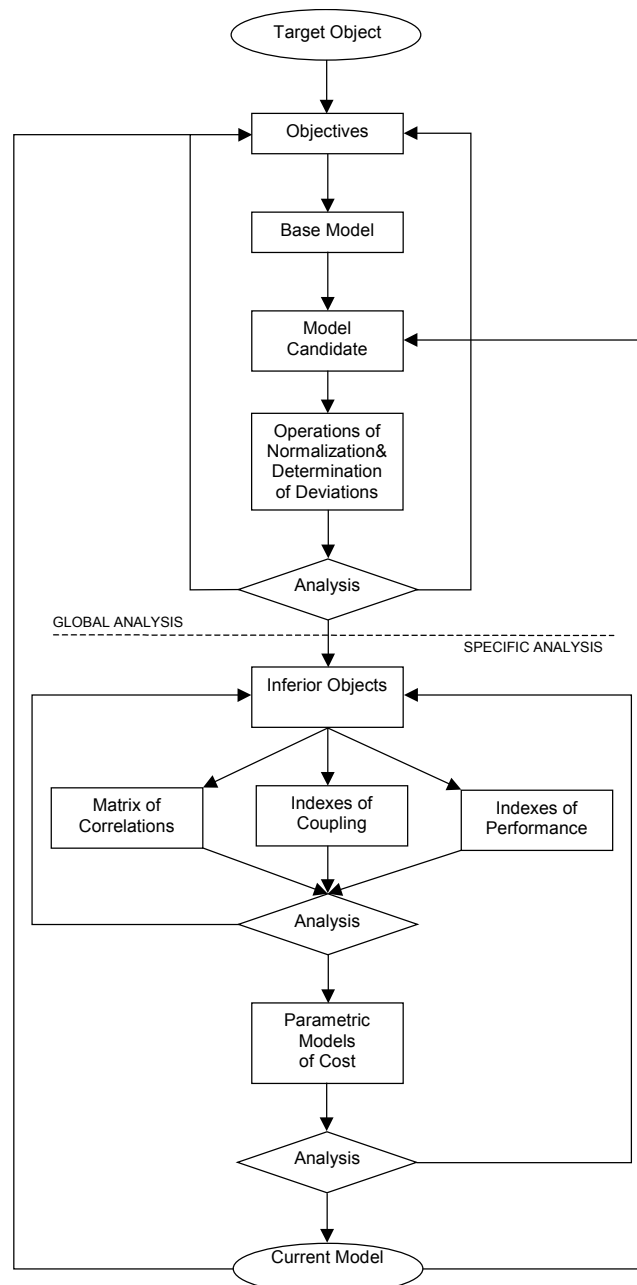 Target Object
Objectives
Base Model
Model
Candidate
Operations of
Normalization&
Determination
of Deviations
Analysis
GLOBAL ANALYSIS
SPECIFIC ANALYSIS
Inferior Objects
Matrix of
Correlations
Indexes of
Coupling
Indexes of
Performance
Analysis
Parametric
Models
of Cost
Analysis
Current Model